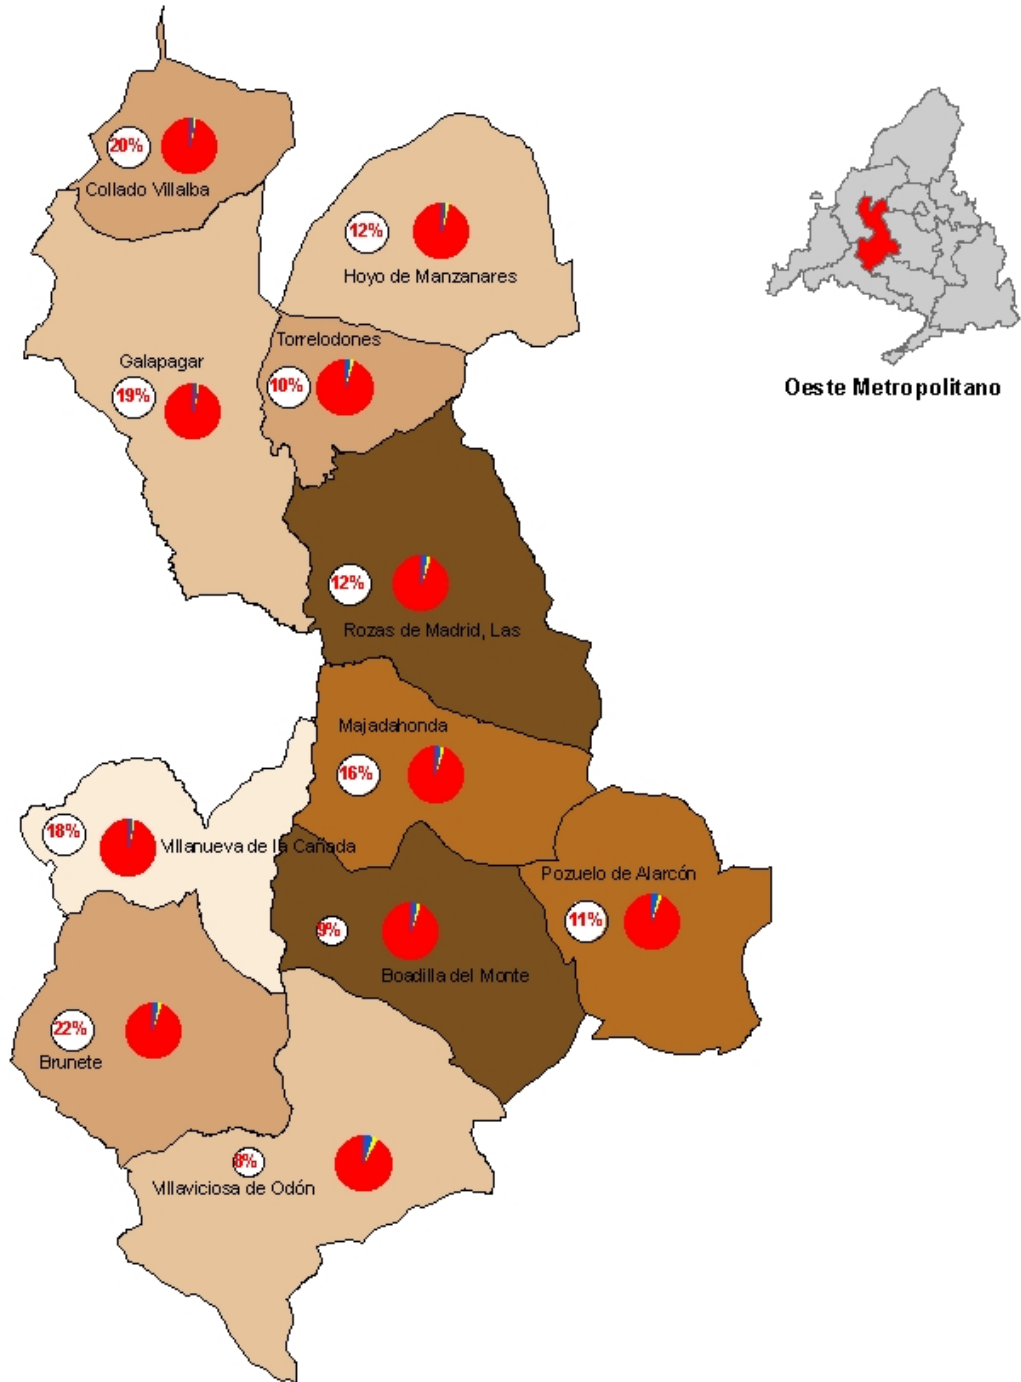 20%
Collado Villalba
12%
Hoyo de Manzanares
Torrelodones
10%
Galapagar
19%
Oeste Metropolitano
12%
Rozas de Madrid, Las
Majadahonda
16%
18%
Villanueva de la Cañada
Pozuelo de Alarcón
11%
9%
Boadilla del Monte
22%
Brunete
8%
Villaviciosa de Odón